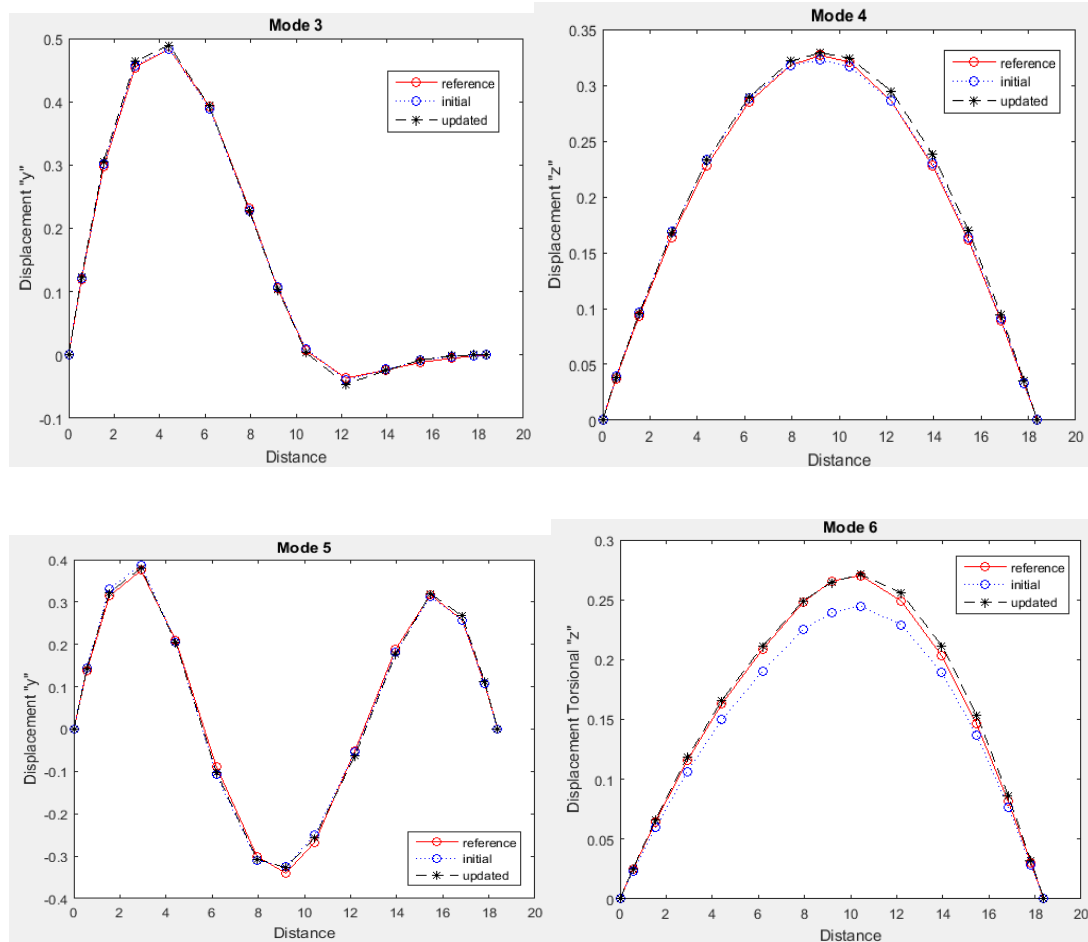 Mode 3
0.5
0.4
0.3
0.2
0.1
0
-0.1
Displacement "y"
reference
initial
updated
0 2 4 6 8 10 12 14 16 18 20
Distance
Mode 4
0.35
0.3
0.25
0.2
0.15
0.1
0.05
0
Displacement "z"
reference
initial
updated
0 2 4 6 8 10 12 14 16 18 20
Distance
Mode 5
0.4
0.3
0.2
0.1
0
-0.1
-0.2
-0.3
-0.4
Displacement "y"
reference
initial
updated
0 2 4 6 8 10 12 14 16 18 20
Distance
Mode 6
0.3
0.25
0.2
0.15
0.1
0.05
0
Displacement Torsional "z"
reference
initial
updated
0 2 4 6 8 10 12 14 16 18 20
Distance